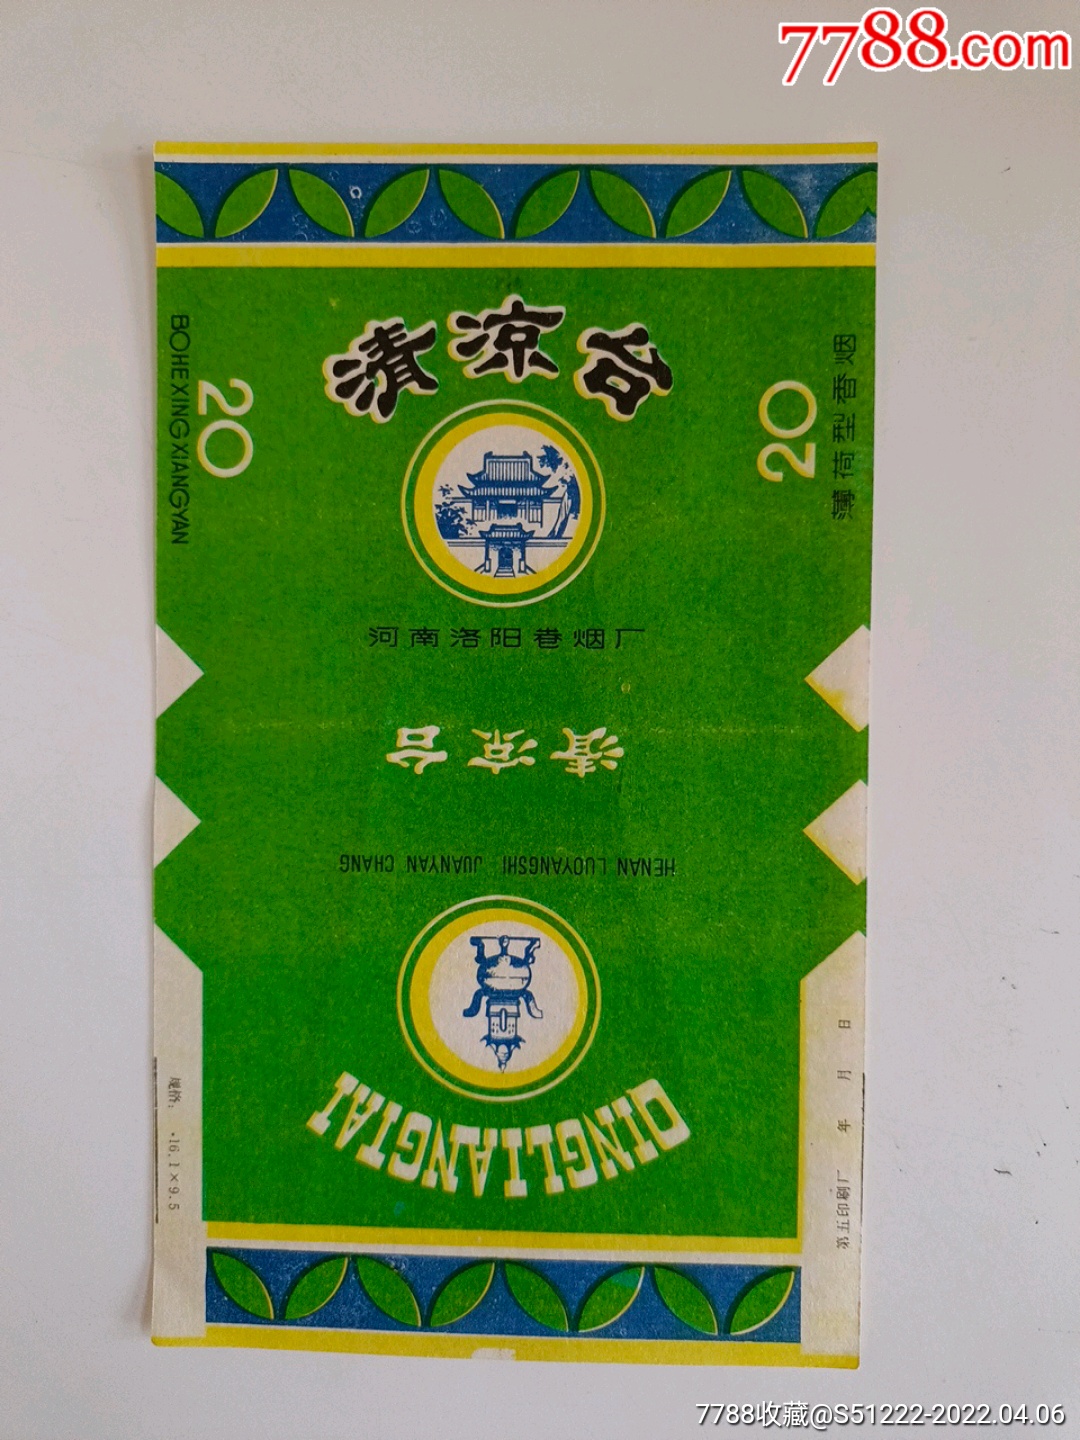 7788.com
清凉台
BOHEXINGXIANGYAN
20
20
薄荷型香烟
河南洛阳卷烟厂
清凉台
HENAN LUOYANGSHI JUANYAN CHANG
QINGLIANGTAI
规格：16.1×9.5
第五印刷厂 年 月 日
7788收藏@S51222-2022.04.06